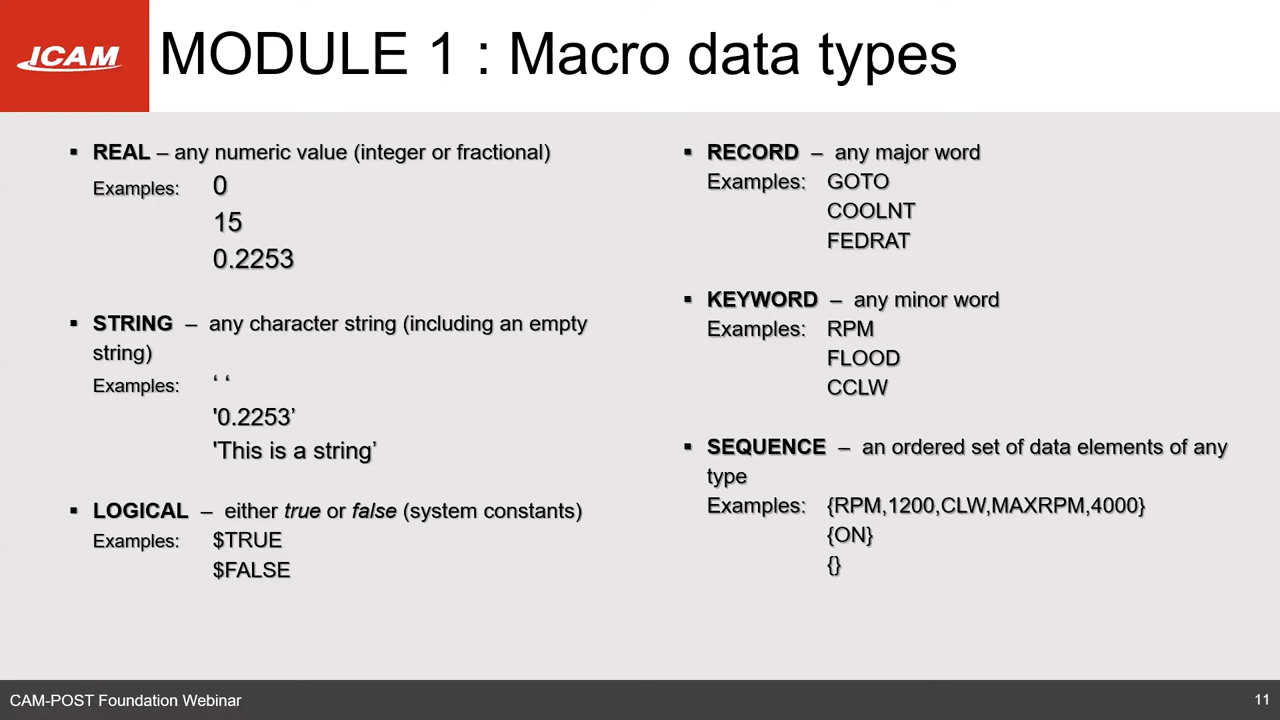 ICAM
MODULE 1 : Macro data types
▪ REAL – any numeric value (integer or fractional)
Examples: 0
15
0.2253
▪ STRING – any character string (including an empty
string)
Examples: ‘ ‘
'0.2253’
'This is a string’
▪ LOGICAL – either true or false (system constants)
Examples: $TRUE
$FALSE
▪ RECORD – any major word
Examples: GOTO
COOLNT
FEDRAT
▪ KEYWORD – any minor word
Examples: RPM
FLOOD
CCLW
▪ SEQUENCE – an ordered set of data elements of any
type
Examples: {RPM,1200,CLW,MAXRPM,4000}
{ON}
{}
CAM-POST Foundation Webinar
11